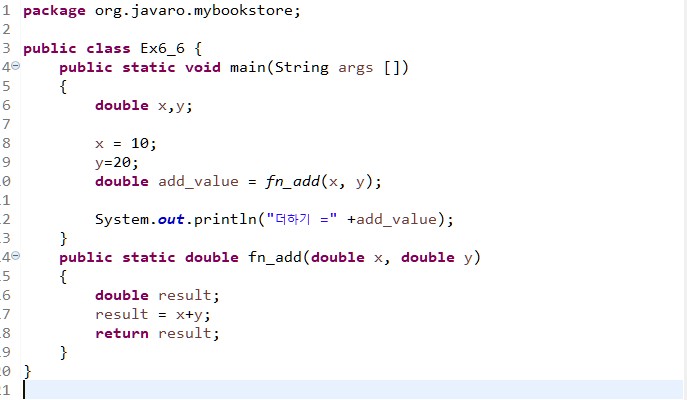 1 package org.javaro.mybookstore;
2
3 public class Ex6_6 {
4 public static void main(String args [])
5 {
6 double x,y;
7
8 x = 10;
9 y=20;
0 double add_value = fn_add(x, y);
1
2 System.out.println("더하기 =" +add_value);
3 }
4 public static double fn_add(double x, double y)
5 {
6 double result;
7 result = x+y;
8 return result;
9 }
0 }
1